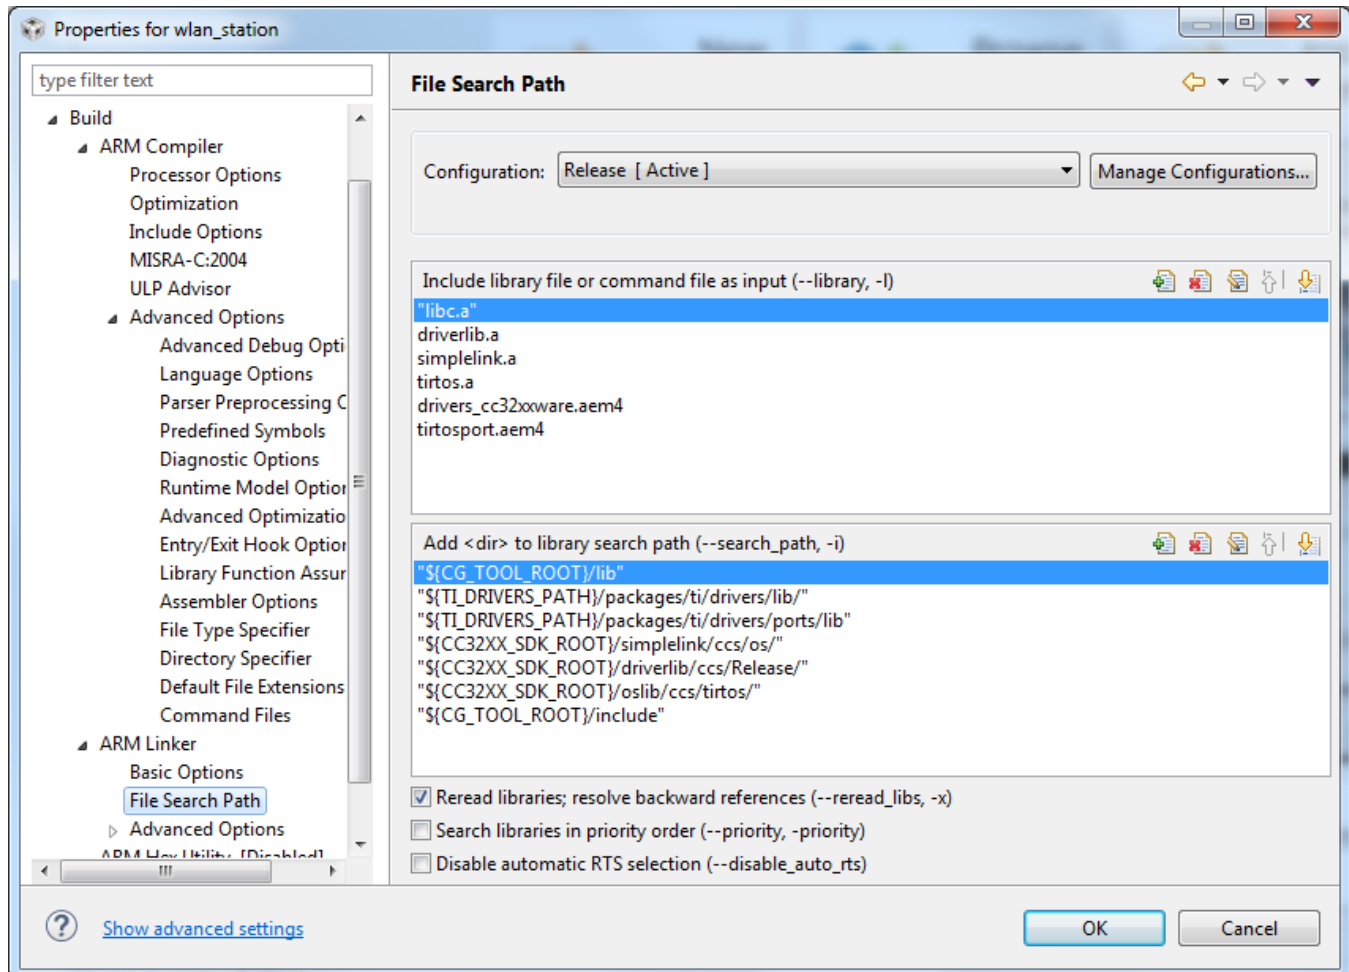 Properties for wlan_station
type filter text
Build
ARM Compiler
Processor Options
Optimization
Include Options
MISRA-C:2004
ULP Advisor
Advanced Options
Advanced Debug Opti
Language Options
Parser Preprocessing C
Predefined Symbols
Diagnostic Options
Runtime Model Option
Advanced Optimizatio
Entry/Exit Hook Option
Library Function Assur
Assembler Options
File Type Specifier
Directory Specifier
Default File Extensions
Command Files
ARM Linker
Basic Options
File Search Path
Advanced Options
ARM Hex Utility [Disabled]
File Search Path
Configuration: Release [ Active ] Manage Configurations...
Include library file or command file as input (--library, -l)
"libc.a"
driverlib.a
simplelink.a
tirtos.a
drivers_cc32xxware.aem4
tirtosport.aem4
Add <dir> to library search path (--search_path, -i)
"${CG_TOOL_ROOT}/lib"
"${TI_DRIVERS_PATH}/packages/ti/drivers/lib/"
"${TI_DRIVERS_PATH}/packages/ti/drivers/ports/lib"
"${CC32XX_SDK_ROOT}/simplelink/ccs/os/"
"${CC32XX_SDK_ROOT}/driverlib/ccs/Release/"
"${CC32XX_SDK_ROOT}/oslib/ccs/tirtos/"
"${CG_TOOL_ROOT}/include"
Reread libraries; resolve backward references (--reread_libs, -x)
Search libraries in priority order (--priority, -priority)
Disable automatic RTS selection (--disable_auto_rts)
Show advanced settings
OK Cancel